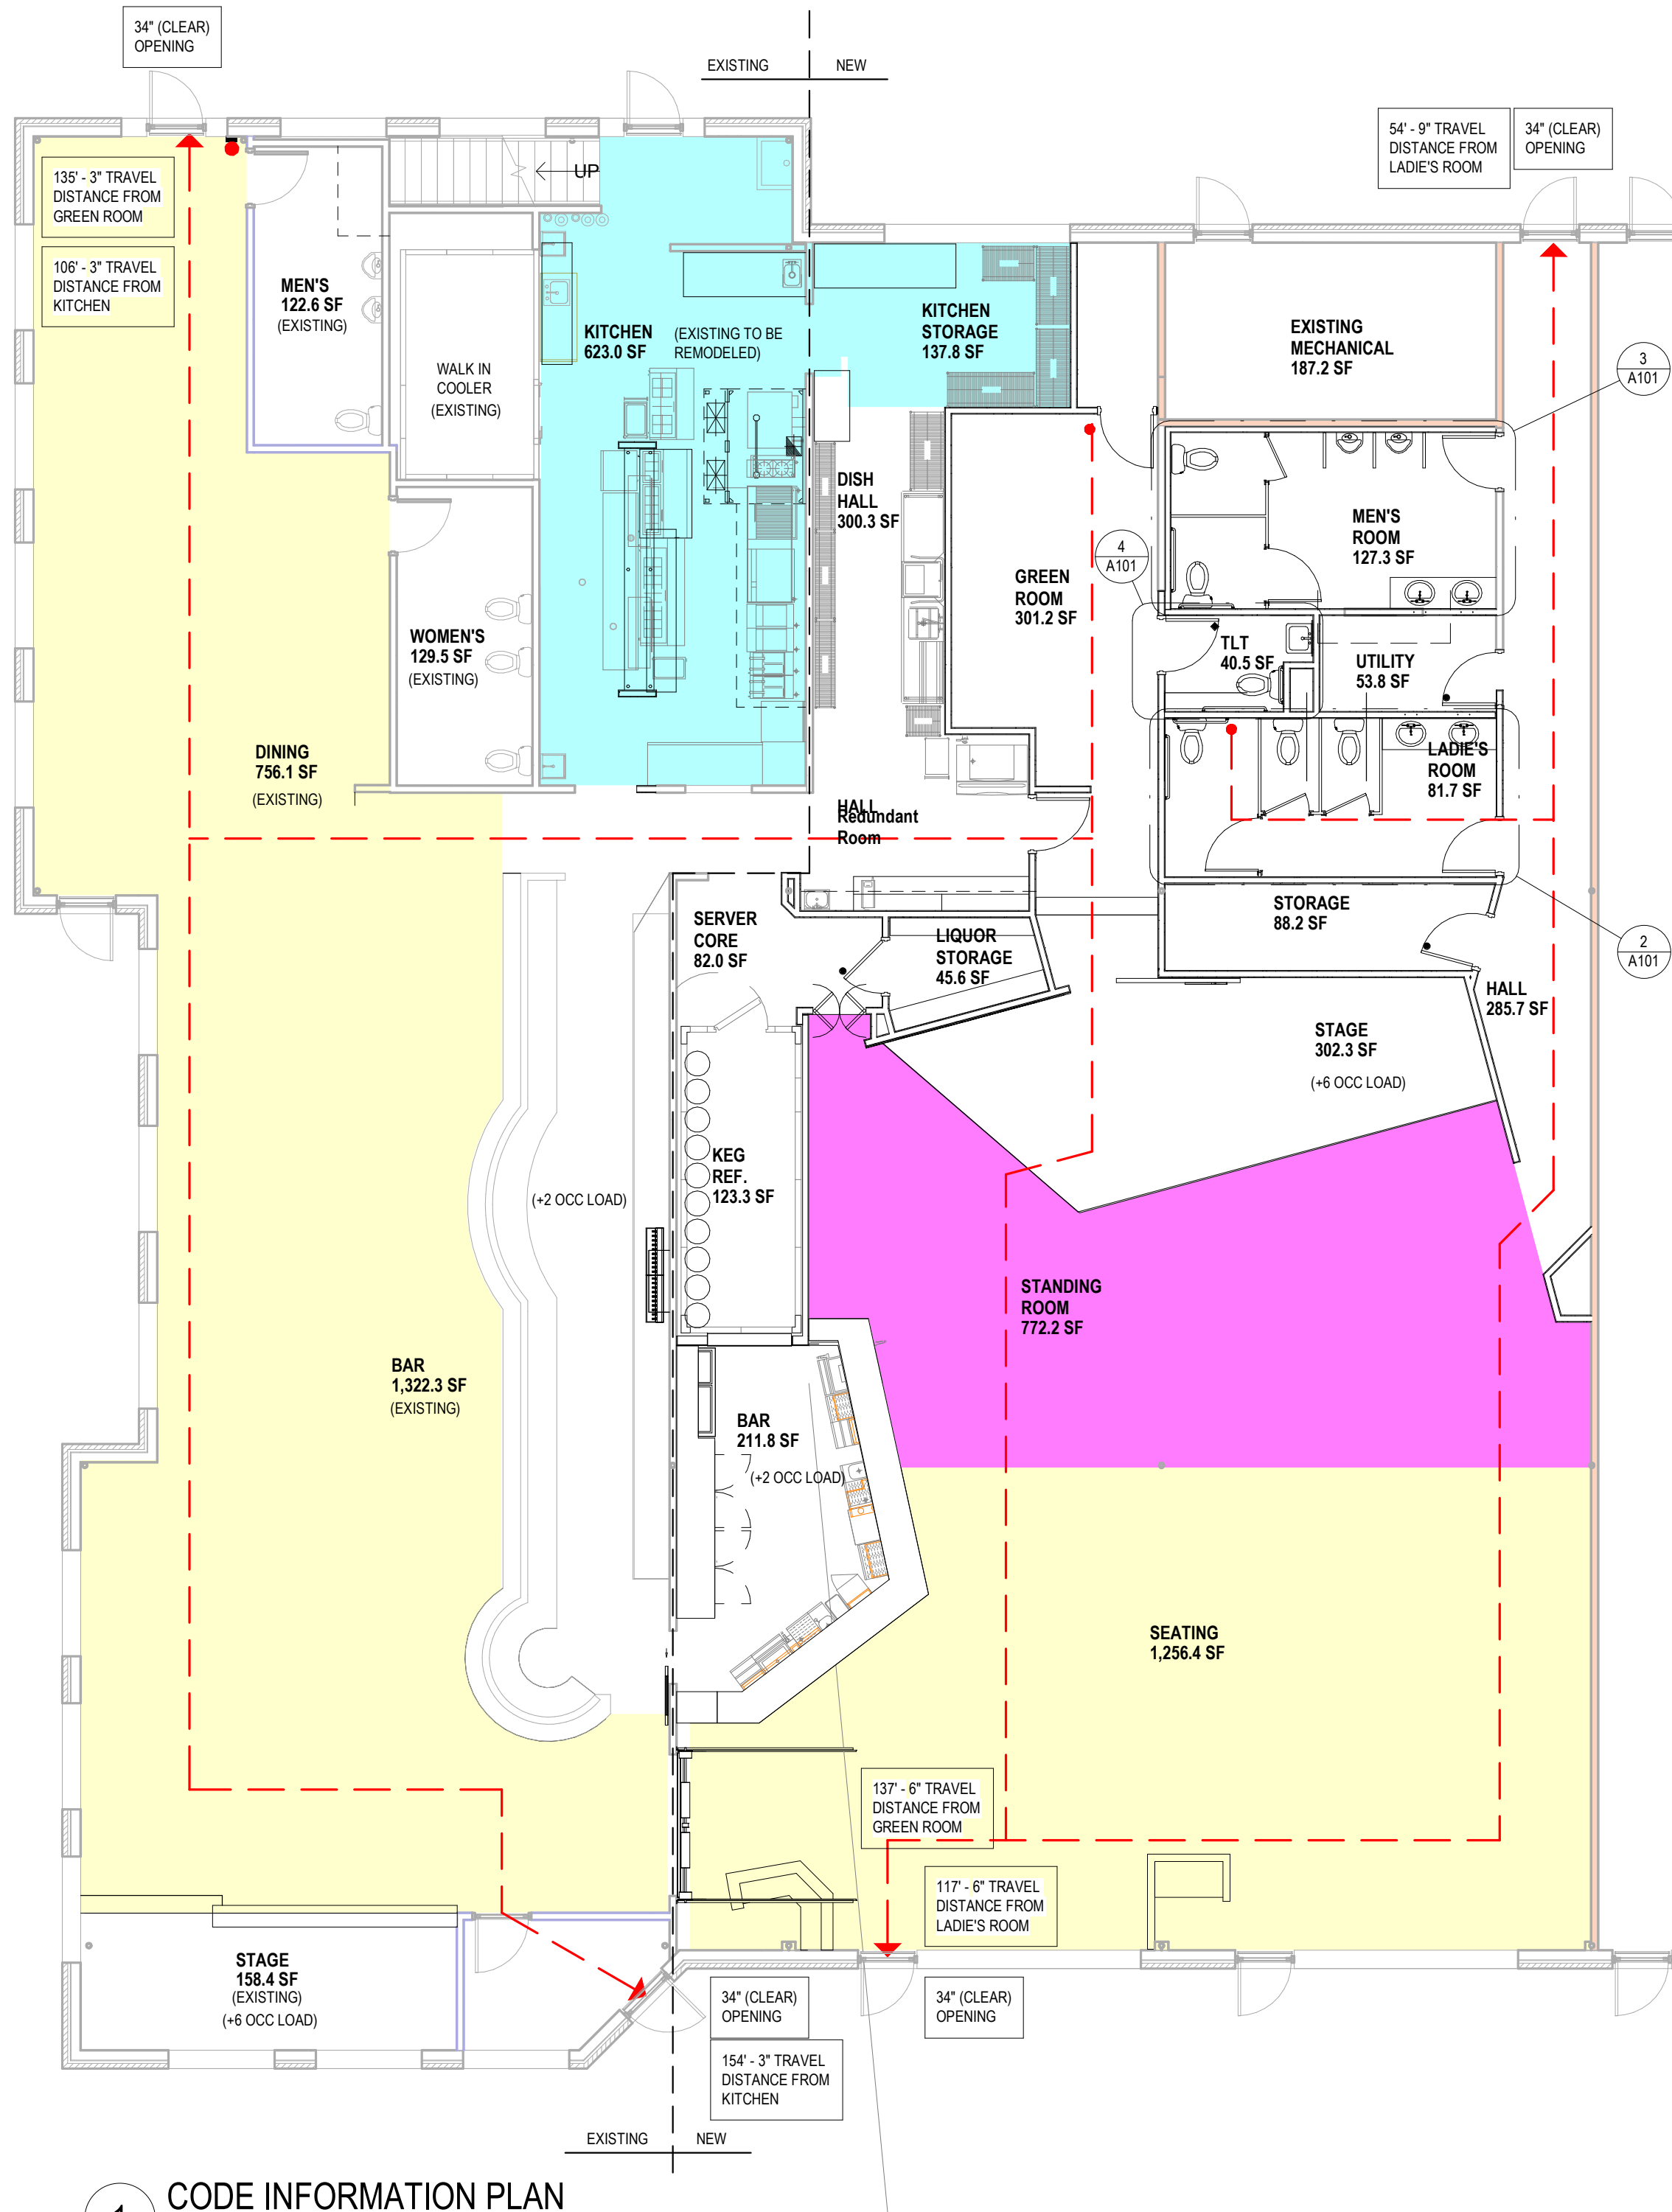 34" (CLEAR)
OPENING
EXISTING
NEW
54' - 9" TRAVEL
DISTANCE FROM
LADIE'S ROOM
34" (CLEAR)
OPENING
135' - 3" TRAVEL
DISTANCE FROM
GREEN ROOM
106' - 3" TRAVEL
DISTANCE FROM
KITCHEN
UP
MEN'S
122.6 SF
(EXISTING)
WALK IN
COOLER
(EXISTING)
KITCHEN
623.0 SF
(EXISTING TO BE
REMODELED)
KITCHEN
STORAGE
137.8 SF
EXISTING
MECHANICAL
187.2 SF
3
A101
DISH
HALL
300.3 SF
MEN'S
ROOM
127.3 SF
4
A101
GREEN
ROOM
301.2 SF
WOMEN'S
129.5 SF
(EXISTING)
TLT
40.5 SF
UTILITY
53.8 SF
DINING
756.1 SF
(EXISTING)
LADIE'S
ROOM
81.7 SF
HALL
Redundant
Room
SERVER
CORE
82.0 SF
LIQUOR
STORAGE
45.6 SF
STORAGE
88.2 SF
2
A101
HALL
285.7 SF
STAGE
302.3 SF
(+6 OCC LOAD)
KEG
REF.
123.3 SF
(+2 OCC LOAD)
STANDING
ROOM
772.2 SF
BAR
1,322.3 SF
(EXISTING)
BAR
211.8 SF
(+2 OCC LOAD)
SEATING
1,256.4 SF
137' - 6" TRAVEL
DISTANCE FROM
GREEN ROOM
117' - 6" TRAVEL
DISTANCE FROM
LADIE'S ROOM
STAGE
158.4 SF
(EXISTING)
(+6 OCC LOAD)
34" (CLEAR)
OPENING
34" (CLEAR)
OPENING
154' - 3" TRAVEL
DISTANCE FROM
KITCHEN
EXISTING
NEW
1
CODE INFORMATION PLAN